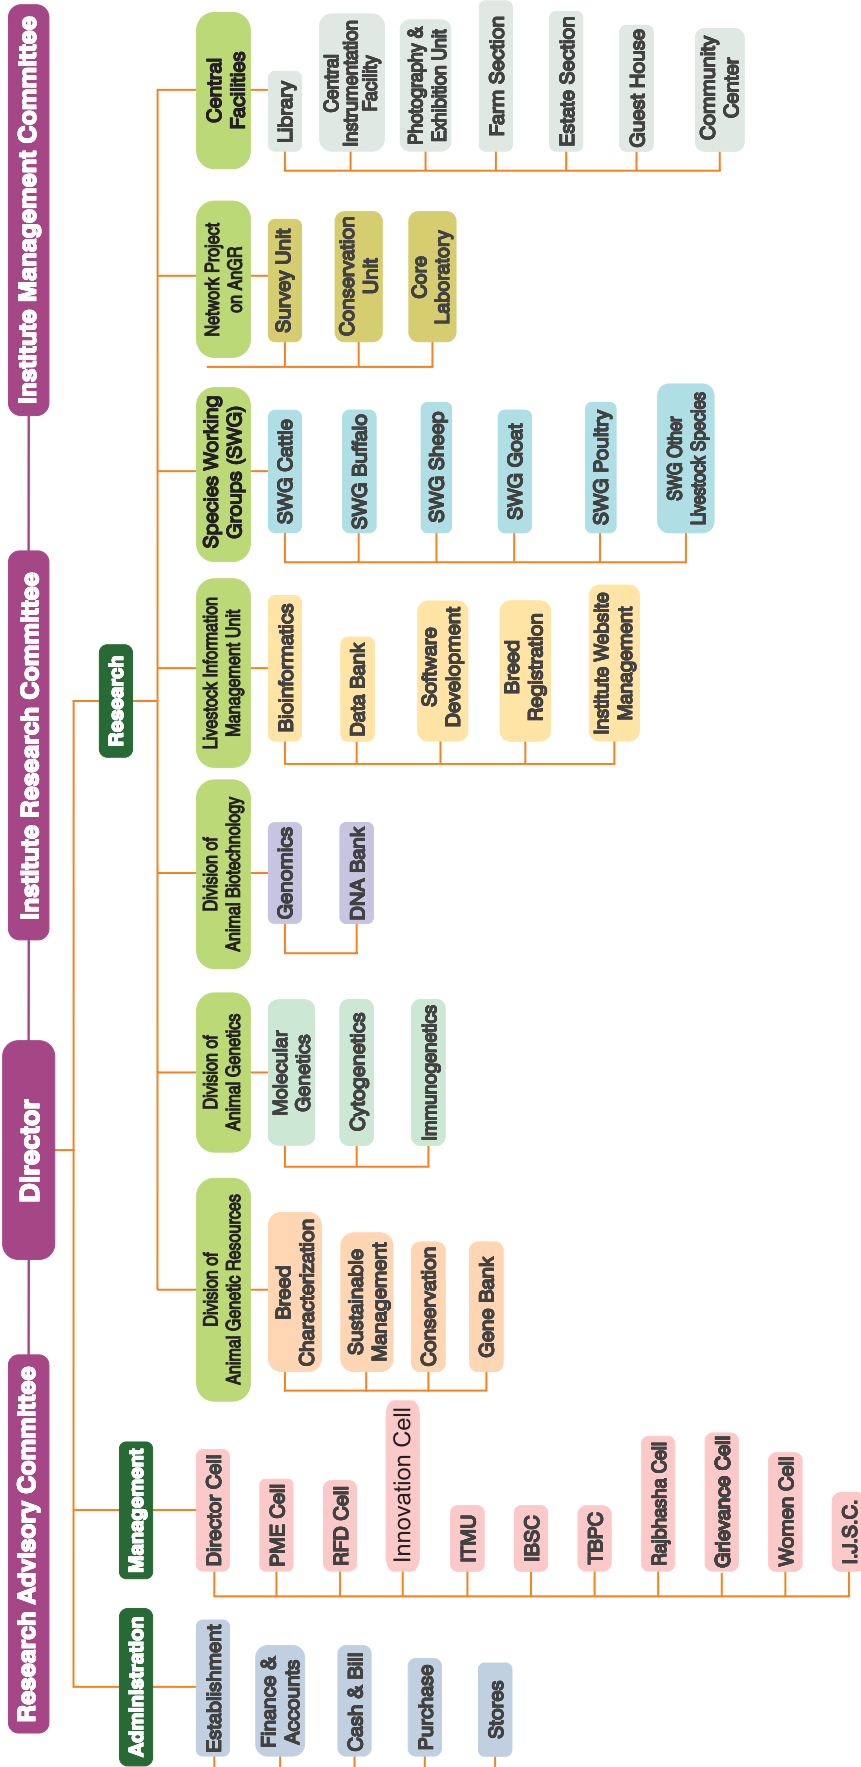 Research Advisory Committee
Director
Institute Research Committee
Institute Management Committee
Administration
Establishment
Finance &
Accounts
Cash & Bill
Purchase
Stores
Management
Director Cell
PME Cell
RFD Cell
Innovation Cell
ITMU
IBSC
TBPC
Rajbhasha Cell
Grievance Cell
Women Cell
I.J.S.C.
Research
Division of
Animal Genetic Resources
Breed
Characterization
Sustainable
Management
Conservation
Gene Bank
Division of
Animal Genetics
Molecular
Genetics
Cytogenetics
Immunogenetics
Division of
Animal Biotechnology
Genomics
DNA Bank
Livestock Information
Management Unit
Bioinformatics
Data Bank
Software
Development
Breed
Registration
Institute Website
Management
Species Working
Groups (SWG)
SWG Cattle
SWG Buffalo
SWG Sheep
SWG Goat
SWG Poultry
SWG Other
Livestock Species
Network Project
on AnGR
Survey Unit
Conservation
Unit
Core
Laboratory
Central
Facilities
Library
Central
Instrumentation
Facility
Photography &
Exhibition Unit
Farm Section
Estate Section
Guest House
Community
Center